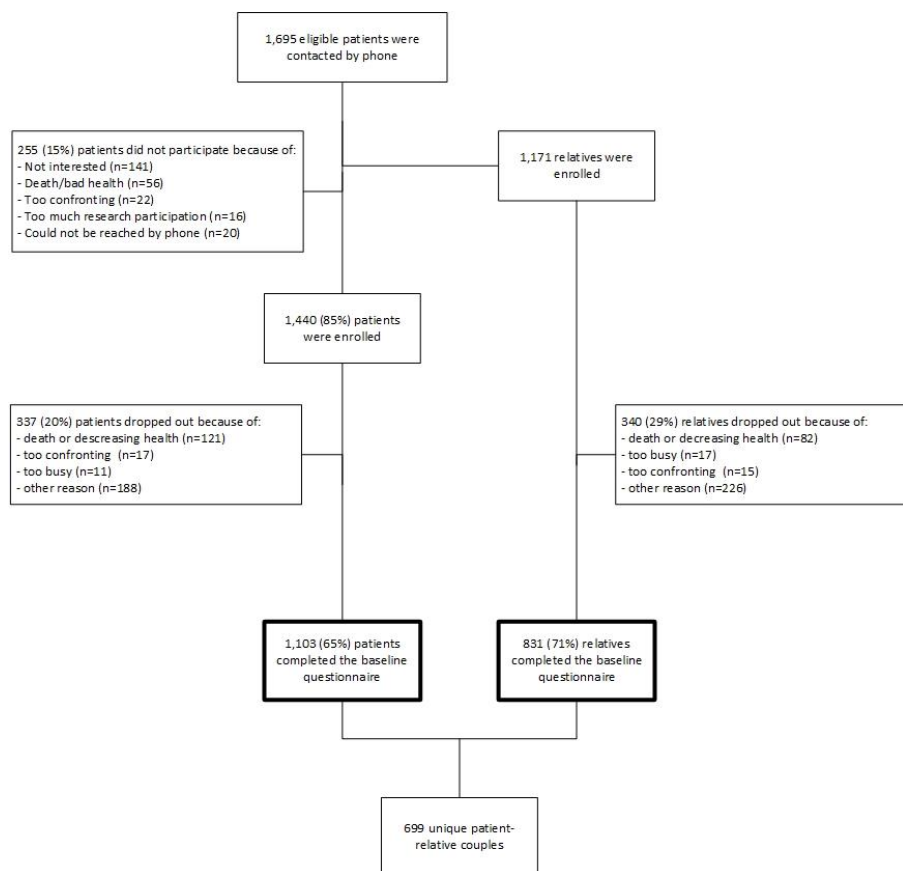 1,695 eligible patients were
contacted by phone
255 (15%) patients did not participate because of:
- Not interested (n=141)
- Death/bad health (n=56)
- Too confronting (n=22)
- Too much research participation (n=16)
- Could not be reached by phone (n=20)
1,171 relatives were
enrolled
1,440 (85%) patients
were enrolled
337 (20%) patients dropped out because of:
- death or descreasing health (n=121)
- too confronting (n=17)
- too busy (n=11)
- other reason (n=188)
340 (29%) relatives dropped out because of:
- death or decreasing health (n=82)
- too busy (n=17)
- too confronting (n=15)
- other reason (n=226)
1,103 (65%) patients
completed the baseline
questionnaire
831 (71%) relatives
completed the baseline
questionnaire
699 unique patient-
relative couples